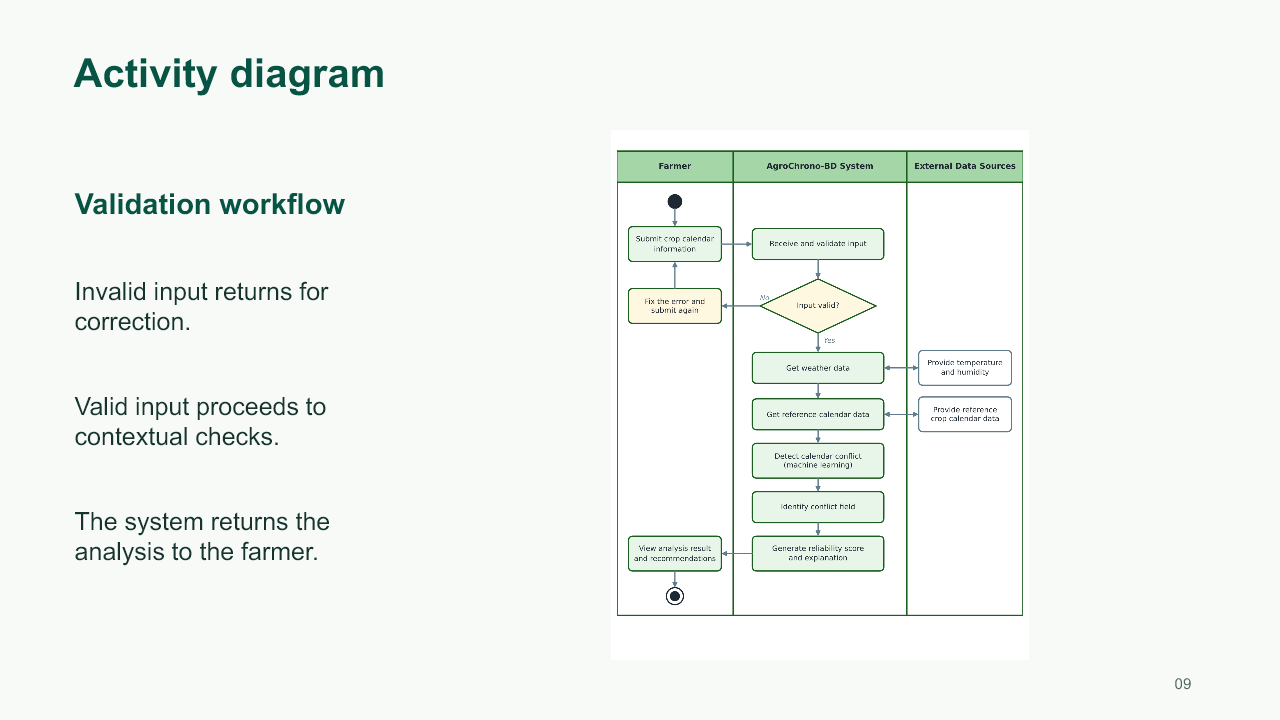 Activity diagram
Validation workflow
Invalid input returns for
correction.
Valid input proceeds to
contextual checks.
The system returns the
analysis to the farmer.
Farmer
AgroChrono-BD System
External Data Sources
Submit crop calendar
information
Receive and validate input
Fix the error and
submit again
No
Input valid?
Yes
Get weather data
Provide temperature
and humidity
Get reference calendar data
Provide reference
crop calendar data
Detect calendar conflict
(machine learning)
Identify conflict field
View analysis result
and recommendations
Generate reliability score
and explanation
09